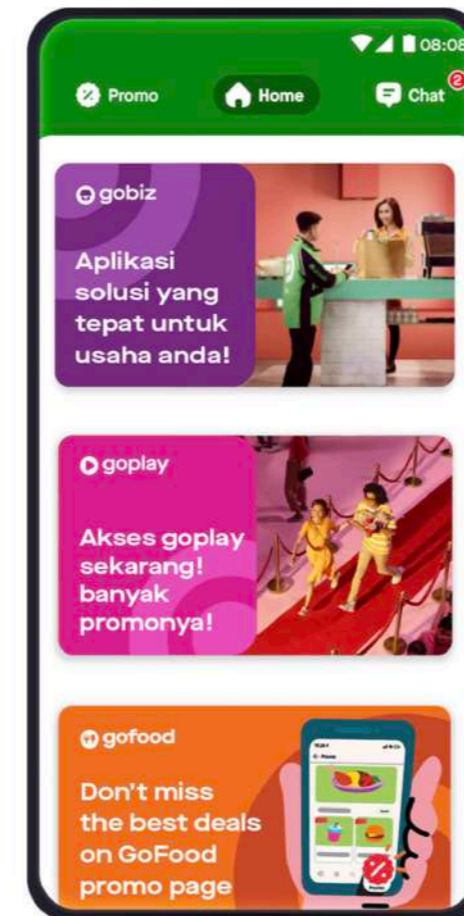 08:08
Promo
Home
Chat
2
gobiz
Aplikasi
solusi yang
tepat untuk
usaha anda!
goplay
Akses goplay
sekarang!
banyak
promonya!
gofood
Don't miss
the best deals
on GoFood
promo page